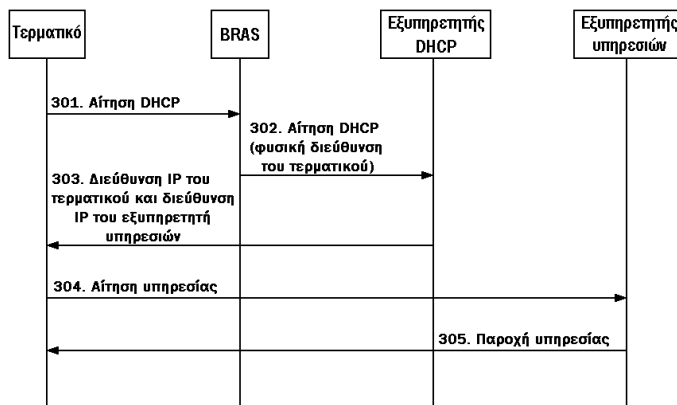 Τερματικό
BRAS
Εξυπηρετητής
DHCP
Εξυπηρετητής
υπηρεσιών
301. Αίτηση DHCP
302. Αίτηση DHCP
(φυσική διεύθυνση
του τερματικού)
303. Διεύθυνση IP του
τερματικού και διεύθυνση
IP του εξυπηρετητή
υπηρεσιών
304. Αίτηση υπηρεσίας
305. Παροχή υπηρεσίας